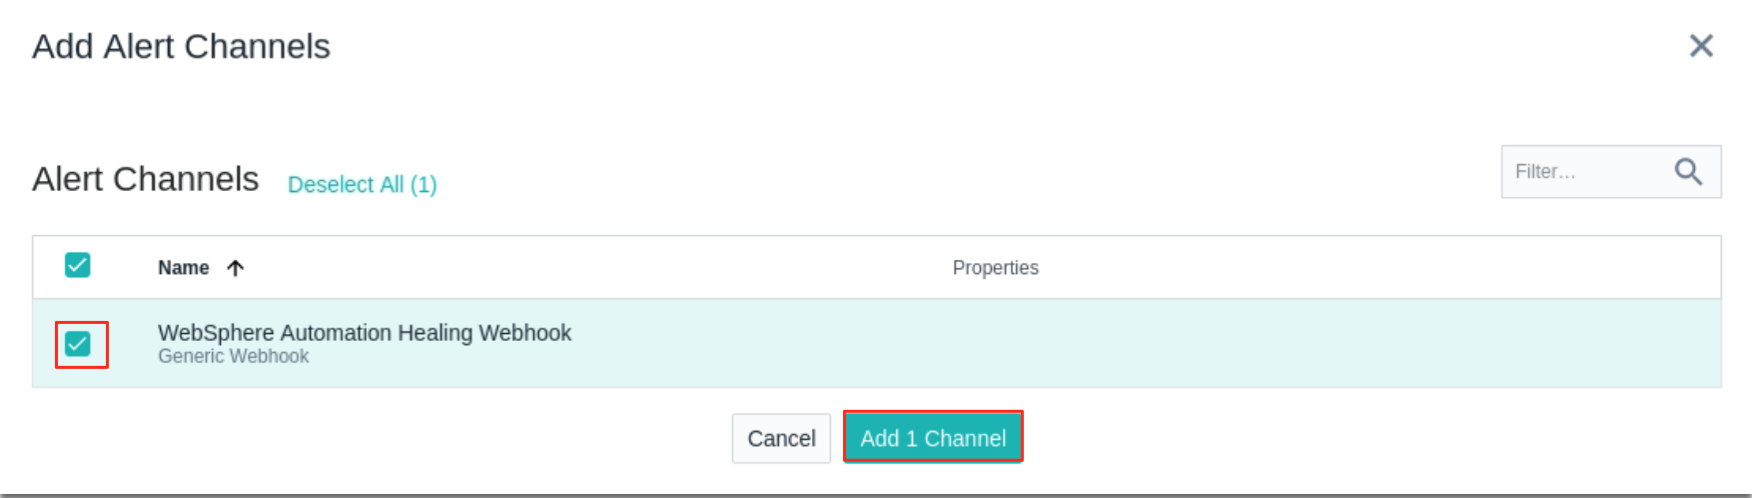 Add Alert Channels
Alert Channels Deselect All (1)
Filter...
Name Properties
WebSphere Automation Healing Webhook
Generic Webhook
Cancel Add 1 Channel